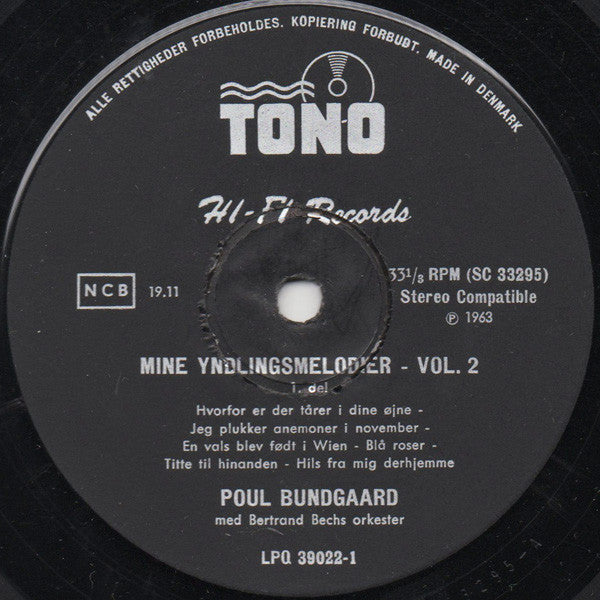 ALLE RETTIGHEDER FORBEHOLDES. KOPIERING FORBUDT. MADE IN DENMARK
TONO
HI-FI Records
NCB 19.11
33 1/3 RPM (SC 33295)
Stereo Compatible
℗ 1963
MINE YNDLINGSMELODIER - VOL. 2
1. del
Hvorfor er der tårer i dine øjne -
Jeg plukker anemoner i november -
En vals blev født i Wien - Blå roser -
Titte til hinanden - Hils fra mig derhjemme
POUL BUNDGAARD
med Bertrand Bechs orkester
LPQ 39022-1